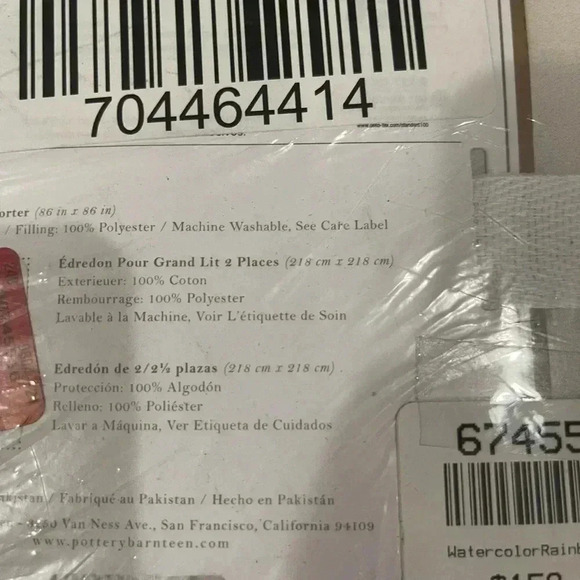 704464414
orter (86 in x 86 in)
/ Filling: 100% Polyester / Machine Washable, See Care Label
Édredon Pour Grand Lit 2 Places (218 cm x 218 cm)
Exterieuer: 100% Coton
Rembourrage: 100% Polyester
Lavable à la Machine, Voir L'étiquette de Soin
Edredón de 2/2½ plazas (218 cm x 218 cm)
Protección: 100% Algodón
Relleno: 100% Poliéster
Lavar a Máquina, Ver Etiqueta de Cuidados
/ Fabriqué au Pakistan / Hecho en Pakistán
Van Ness Ave., San Francisco, California 94109
www.potterybarnteen.com
67455
WatercolorRainb